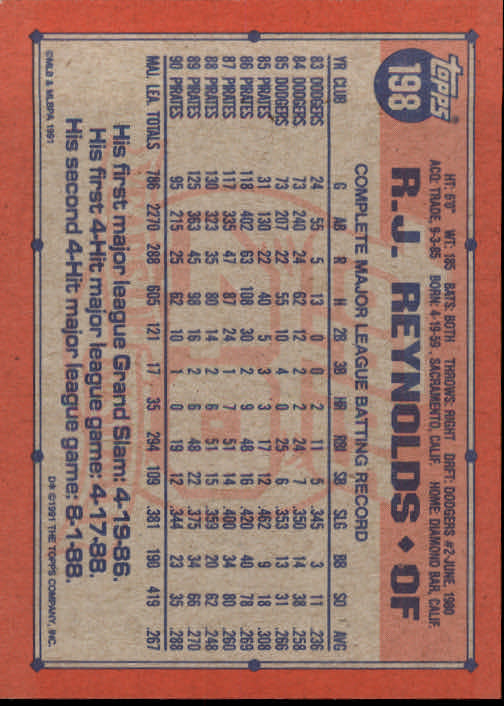 TOPPS®
198
HT: 6'0" WT: 185 BATS: BOTH THROWS: RIGHT DRFT: DODGERS #2-JUNE, 1980
ACQ: TRADE, 9-3-85 BORN: 4-19-59, SACRAMENTO, CALIF. HOME: DIAMOND BAR, CALIF.
R.J. REYNOLDS ♦ OF
COMPLETE MAJOR LEAGUE BATTING RECORD
YR CLUB G AB R H 2B 3B HR RBI SB SLG BB SO AVG
83 DODGERS 24 55 5 13 0 0 2 11 5 .345 3 11 .236
84 DODGERS 73 240 24 62 12 2 2 24 7 .350 14 38 .258
85 DODGERS 73 207 22 55 10 4 0 25 6 .353 13 31 .266
85 PIRATES 31 130 22 40 5 3 3 17 12 .462 9 18 .308
86 PIRATES 118 402 63 108 30 2 9 48 16 .420 40 78 .269
87 PIRATES 117 335 47 87 24 1 7 51 14 .400 34 80 .260
88 PIRATES 130 323 35 80 14 2 6 51 15 .359 20 62 .248
89 PIRATES 125 363 45 98 16 2 6 48 22 .375 34 66 .270
90 PIRATES 95 215 25 62 10 1 0 19 12 .344 23 35 .288
MAJ. LEA. TOTALS 786 2270 288 605 121 17 35 294 109 .381 190 419 .267
His first major league Grand Slam: 4-19-86.
His first 4-Hit major league game: 4-17-88.
His second 4-Hit major league game: 8-1-88.
©MLB & MLBPA 1991
D* ©1991 THE TOPPS COMPANY, INC.